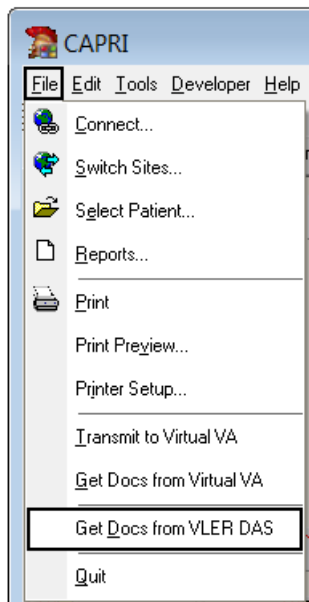 CAPRI
File Edit Tools Developer Help
Connect...
Switch Sites...
Select Patient...
Reports...
Print
Print Preview...
Printer Setup...
Transmit to Virtual VA
Get Docs from Virtual VA
Get Docs from VLER DAS
Quit